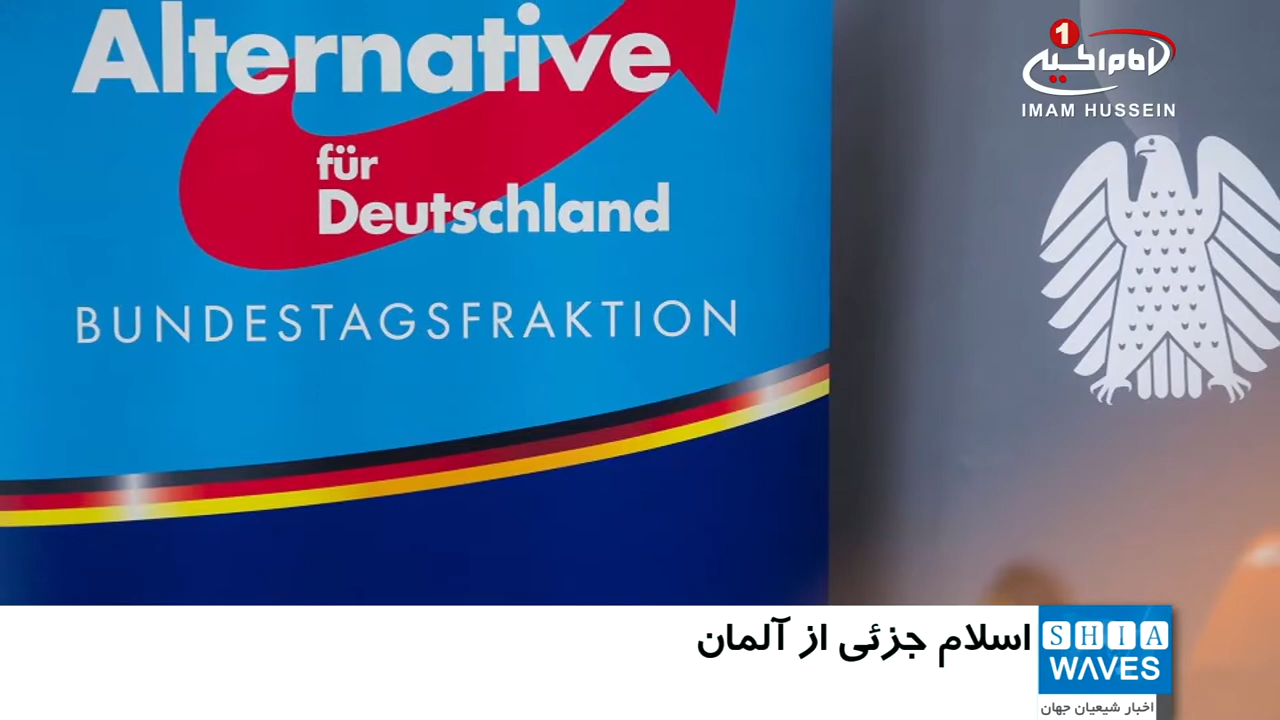 Alternative
für
Deutschland
BUNDESTAGSFRAKTION
1
امام حسین
IMAM HUSSEIN
اسلام جزئی از آلمان
SHIA
WAVES
اخبار شیعیان جهان